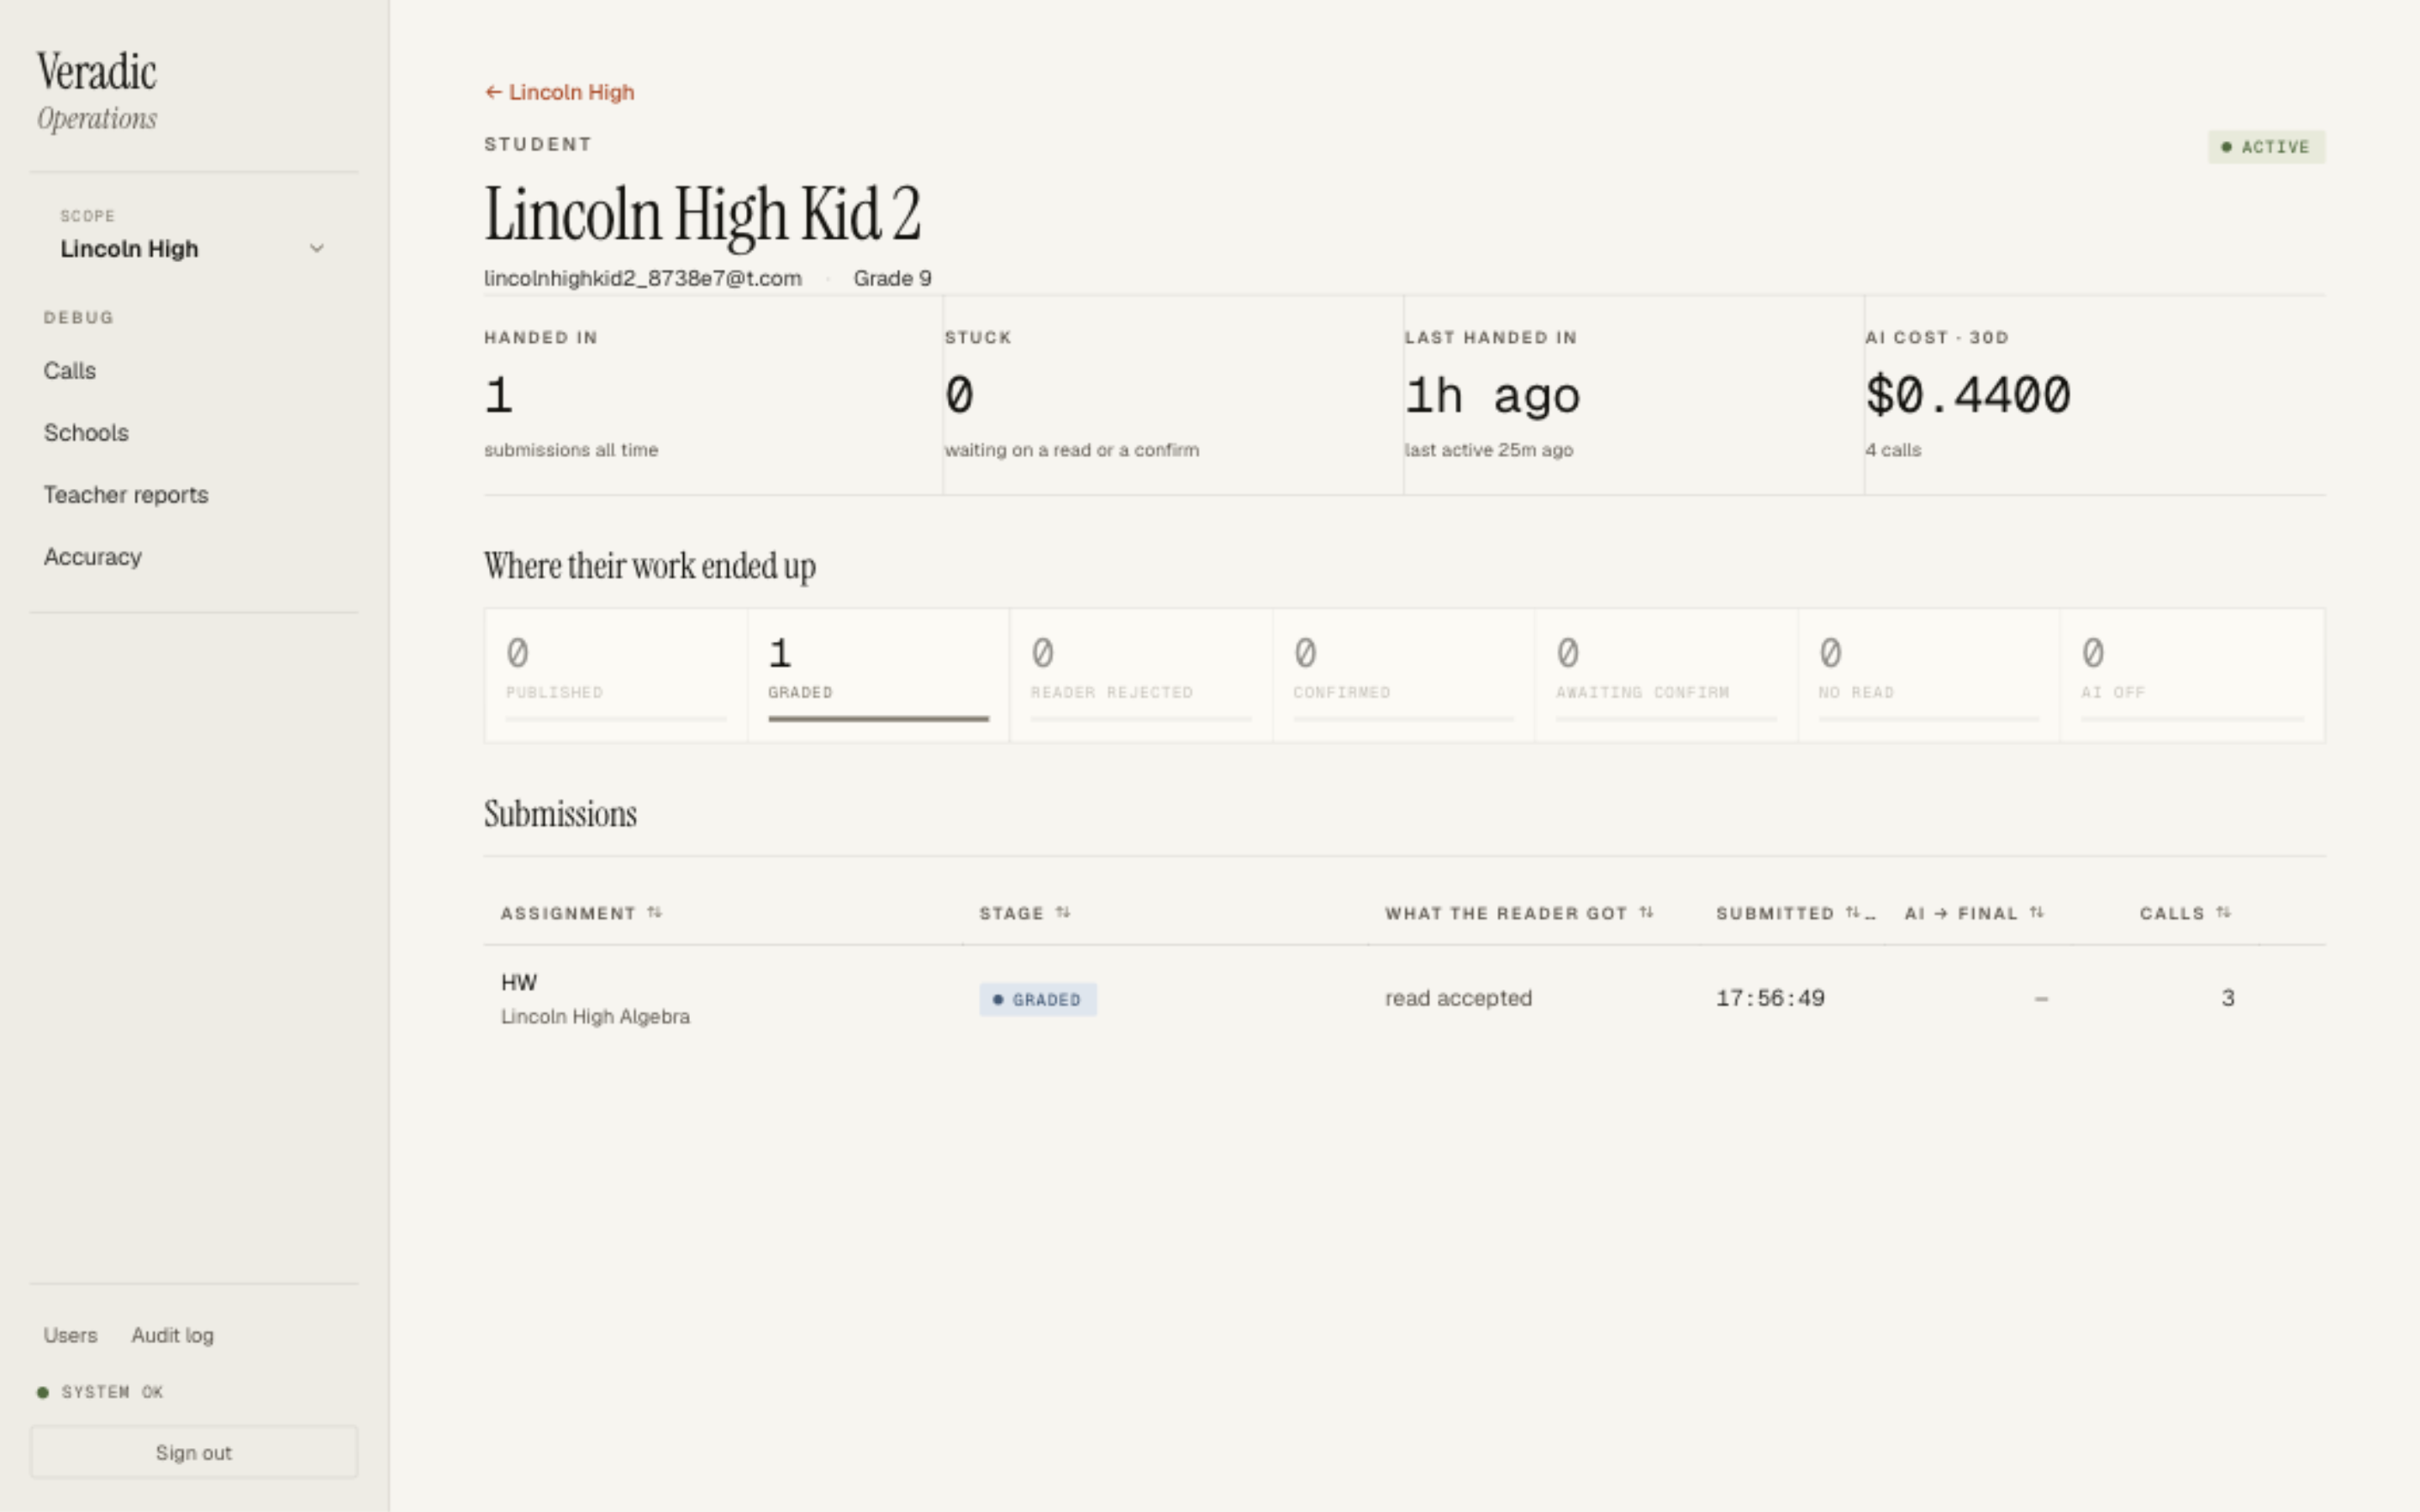 Veradic
Operations
SCOPE
Lincoln High
DEBUG
Calls
Schools
Teacher reports
Accuracy
Users Audit log
SYSTEM OK
Sign out
← Lincoln High
STUDENT
ACTIVE
Lincoln High Kid 2
lincolnhighkid2_8738e7@t.com · Grade 9
HANDED IN
1
submissions all time
STUCK
0
waiting on a read or a confirm
LAST HANDED IN
1h ago
last active 25m ago
AI COST · 30D
$0.4400
4 calls
Where their work ended up
0
PUBLISHED
1
GRADED
0
READER REJECTED
0
CONFIRMED
0
AWAITING CONFIRM
0
NO READ
0
AI OFF
Submissions
ASSIGNMENT ↑↓ STAGE ↑↓ WHAT THE READER GOT ↑↓ SUBMITTED ↑↓… AI → FINAL ↑↓ CALLS ↑↓
HW
Lincoln High Algebra
GRADED
read accepted
17:56:49
–
3